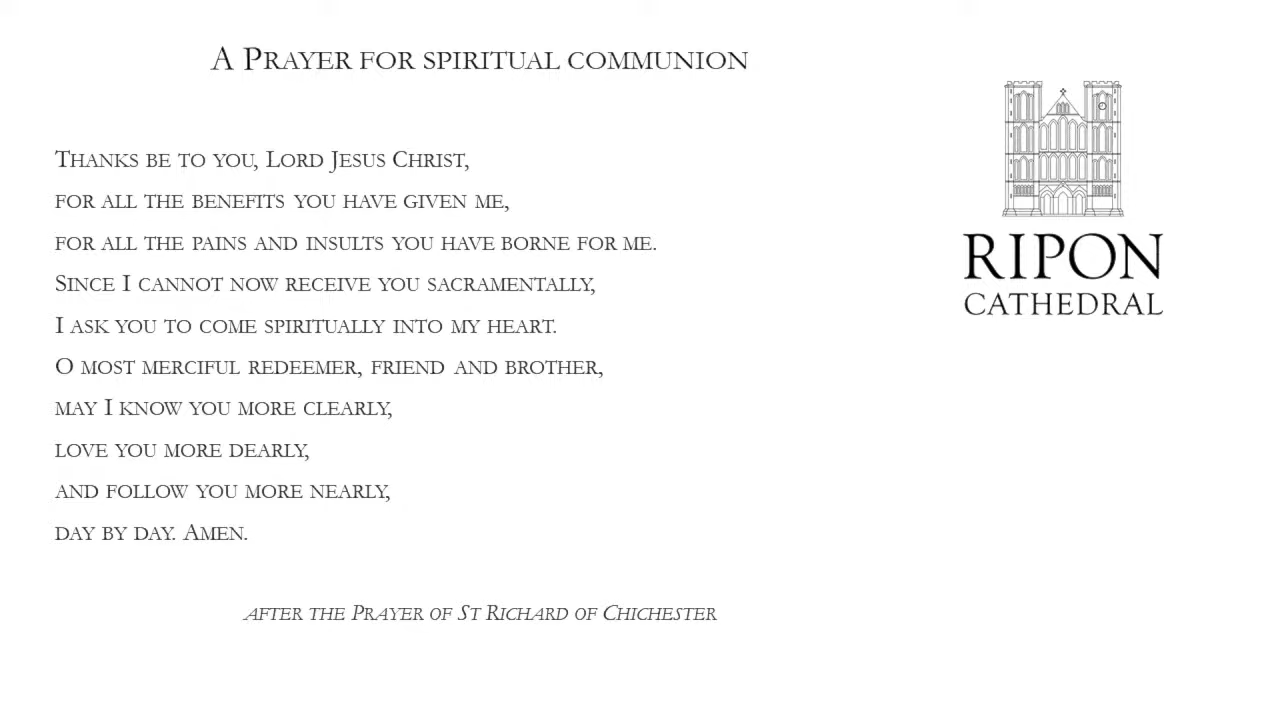 A Prayer for spiritual communion
Thanks be to you, Lord Jesus Christ,
for all the benefits you have given me,
for all the pains and insults you have borne for me.
Since I cannot now receive you sacramentally,
I ask you to come spiritually into my heart.
O most merciful redeemer, friend and brother,
may I know you more clearly,
love you more dearly,
and follow you more nearly,
day by day. Amen.
after the Prayer of St Richard of Chichester
RIPON
CATHEDRAL